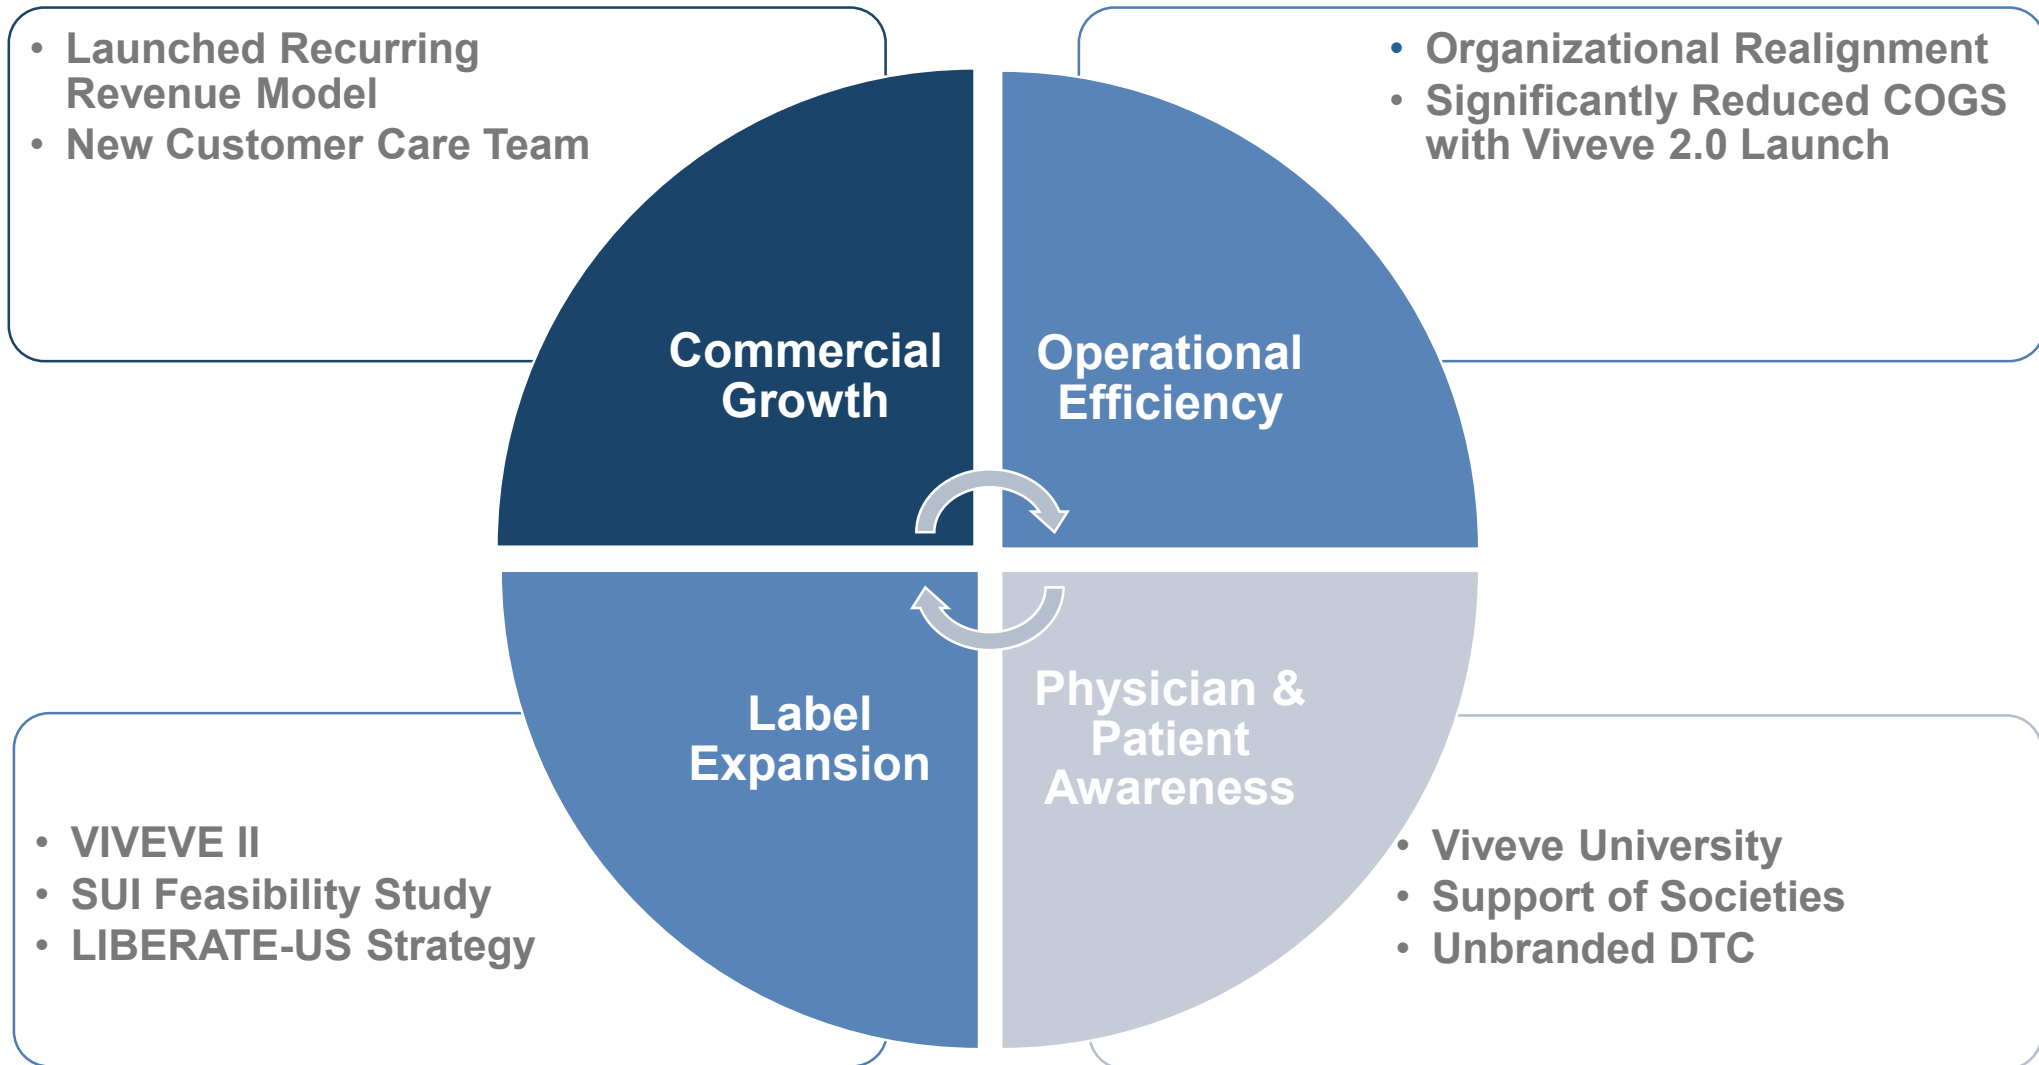 • Launched Recurring
Revenue Model
• New Customer Care Team
• Organizational Realignment
• Significantly Reduced COGS
with Viveve 2.0 Launch
Commercial
Growth
Operational
Efficiency
Label
Expansion
Physician &
Patient
Awareness
• VIVEVE II
• SUI Feasibility Study
• LIBERATE-US Strategy
• Viveve University
• Support of Societies
• Unbranded DTC